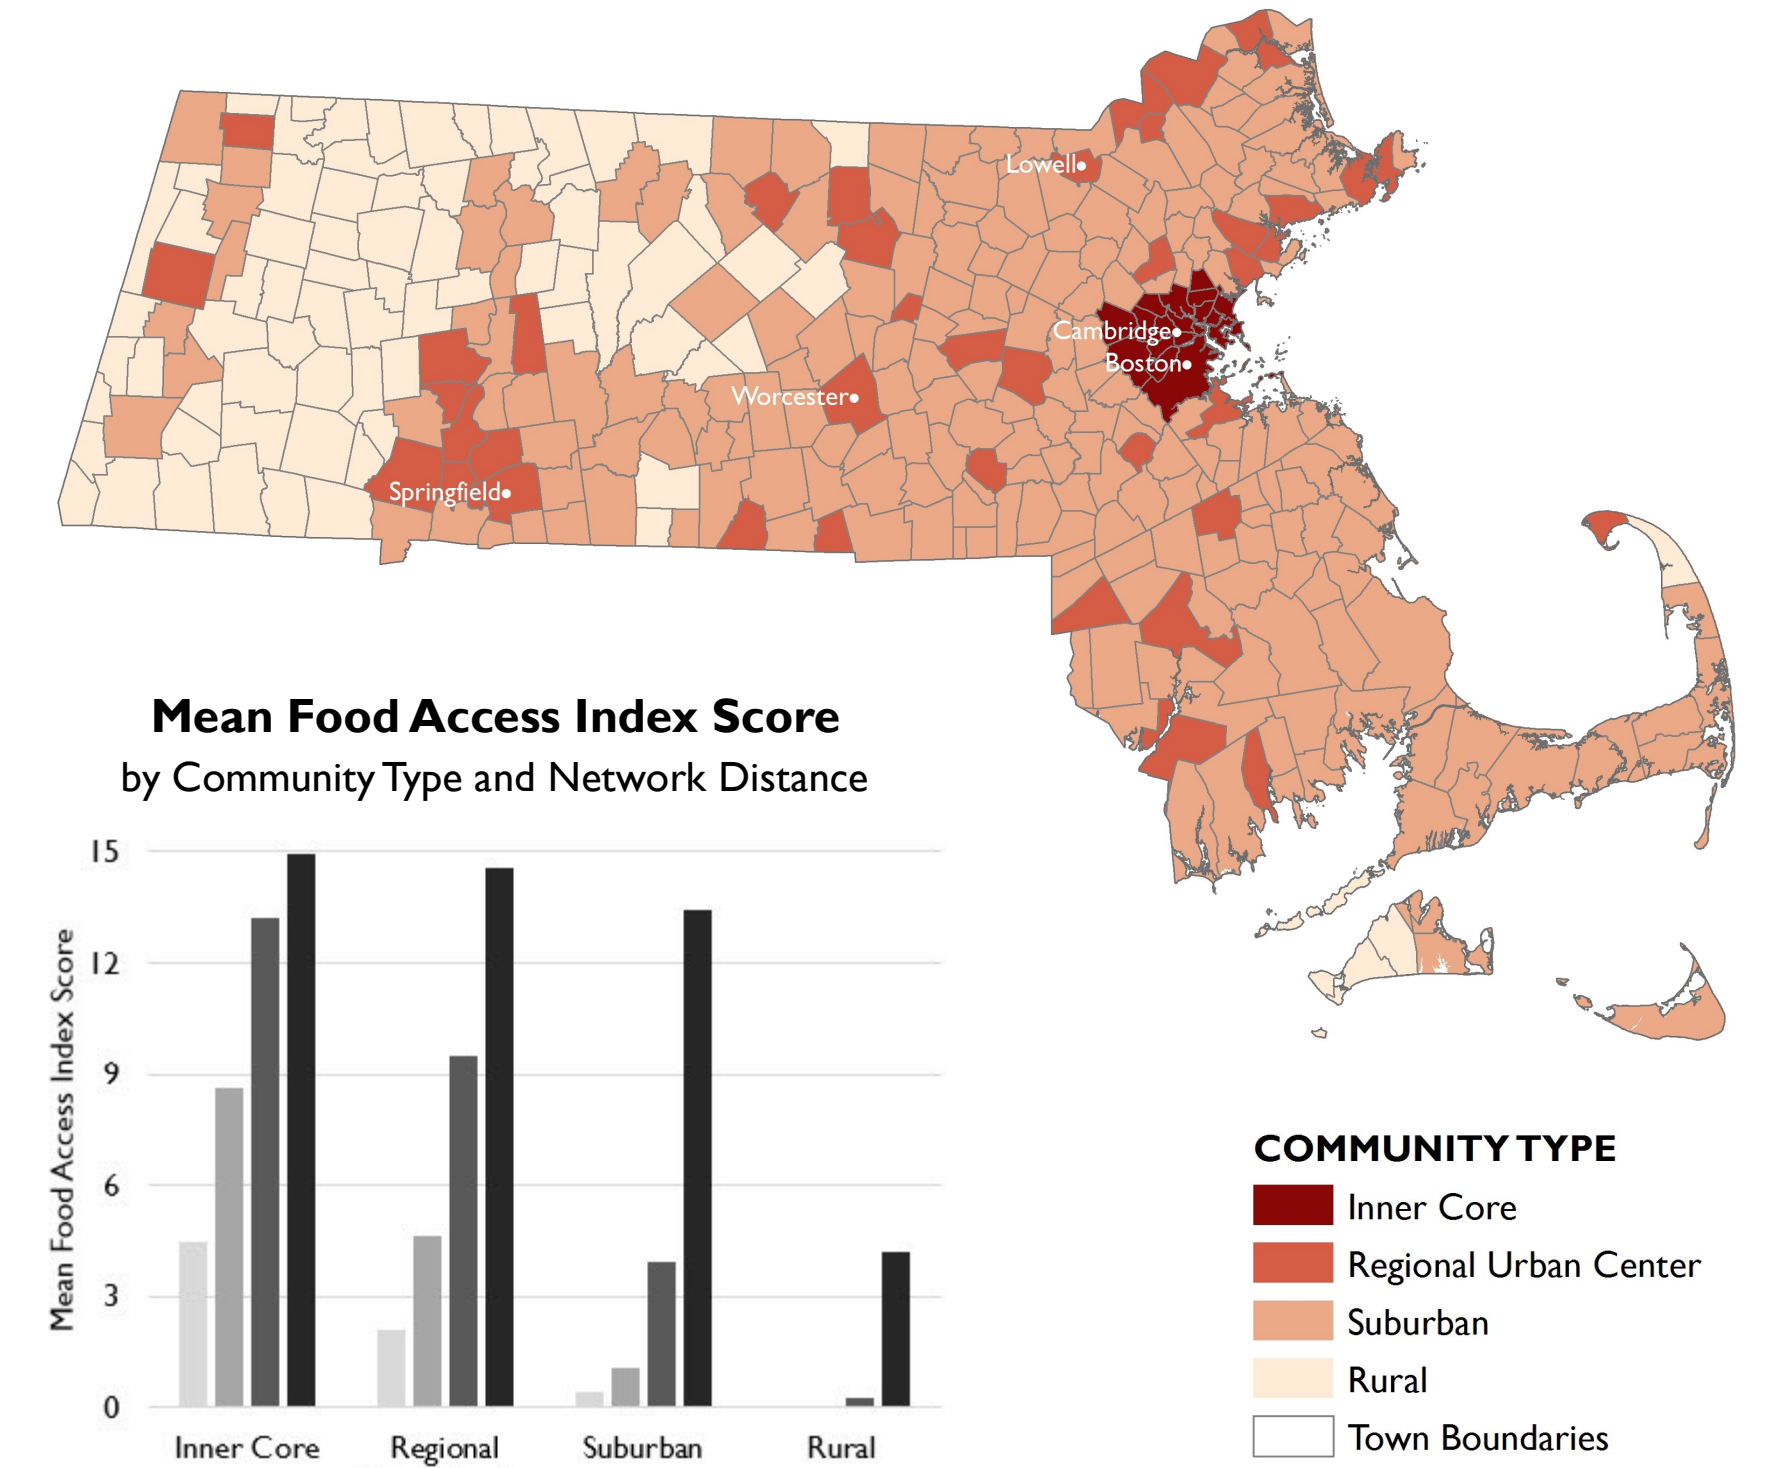 Lowell
Cambridge
Boston
Worcester
Springfield
Mean Food Access Index Score
by Community Type and Network Distance
Mean Food Access Index Score
15
12
9
6
3
0
Inner Core
Regional
Suburban
Rural
COMMUNITY TYPE
Inner Core
Regional Urban Center
Suburban
Rural
Town Boundaries